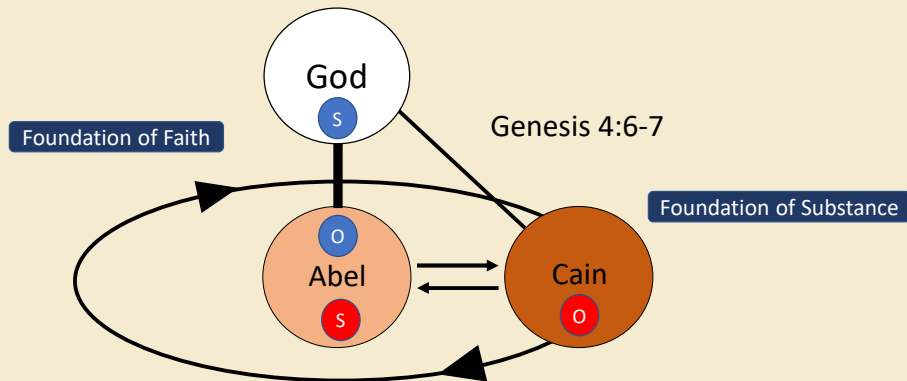 God
S
Genesis 4:6-7
Foundation of Faith
Foundation of Substance
O
Abel
Cain
S
O